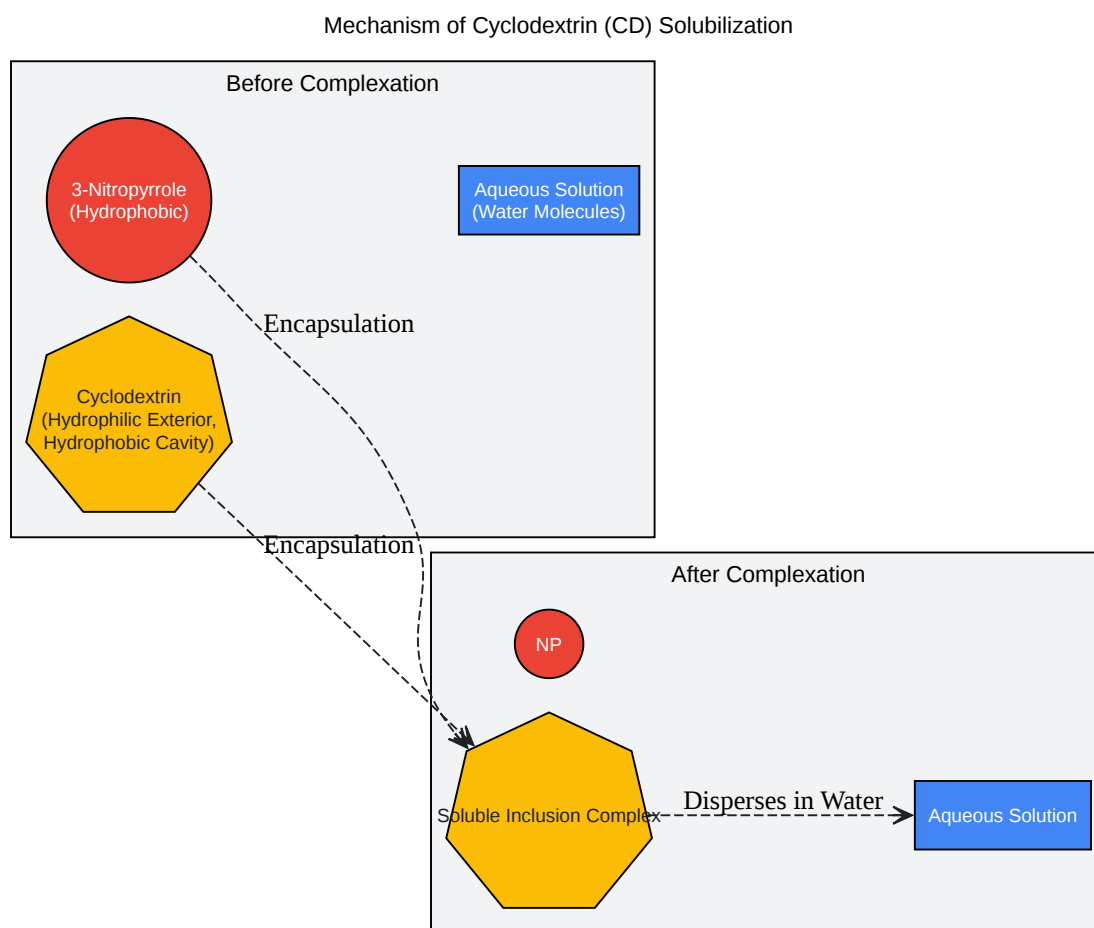 Mechanism of Cyclodextrin (CD) Solubilization
Before Complexation
3-Nitropyrrole
(Hydrophobic)
Aqueous Solution
(Water Molecules)
Encapsulation
Cyclodextrin
(Hydrophilic Exterior,
Hydrophobic Cavity)
Encapsulation
After Complexation
NP
Soluble Inclusion Complex
Disperses in Water
Aqueous Solution